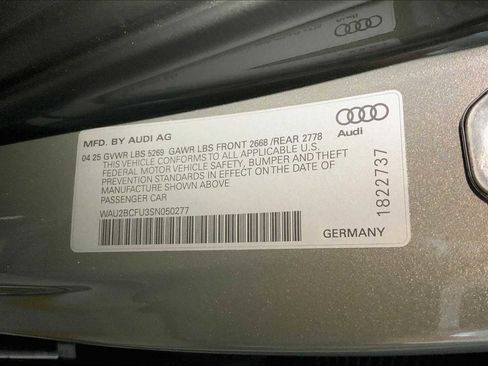 MFD. BY AUDI AG
04 25 GVWR LBS 5269 GAWR LBS FRONT 2668/REAR 2778
THIS VEHICLE CONFORMS TO ALL APPLICABLE U.S.
FEDERAL MOTOR VEHICLE SAFETY, BUMPER AND THEFT
PREVENTION STANDARDS IN EFFECT ON THE DATE OF
MANUFACTURE SHOWN ABOVE
PASSENGER CAR
WAU2BCFU3SN050277
Audi
1822737
GERMANY